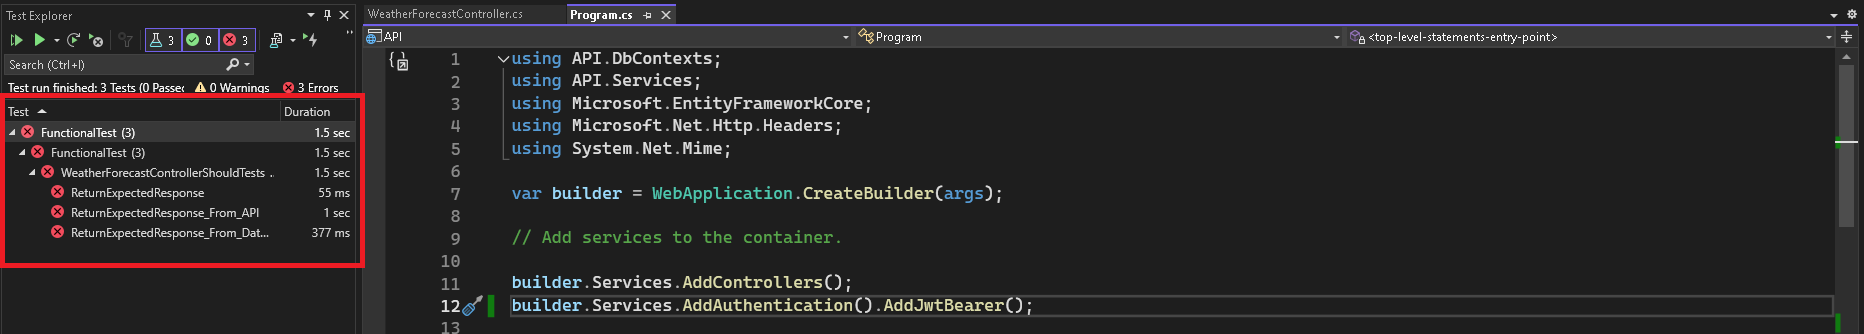 Test Explorer
3 0 3
Search (Ctrl+I)
Test run finished: 3 Tests (0 Passed 0 Warnings 3 Errors
Test Duration
FunctionalTest (3) 1.5 sec
FunctionalTest (3) 1.5 sec
WeatherForecastControllerShouldTests .. 1.5 sec
ReturnExpectedResponse 55 ms
ReturnExpectedResponse_From_API 1 sec
ReturnExpectedResponse_From_Dat... 377 ms
WeatherForecastController.cs Program.cs
API Program <top-level-statements-entry-point>
1 using API.DbContexts;
2 using API.Services;
3 using Microsoft.EntityFrameworkCore;
4 using Microsoft.Net.Http.Headers;
5 using System.Net.Mime;
6
7 var builder = WebApplication.CreateBuilder(args);
8
9 // Add services to the container.
10
11 builder.Services.AddControllers();
12 builder.Services.AddAuthentication().AddJwtBearer();
13